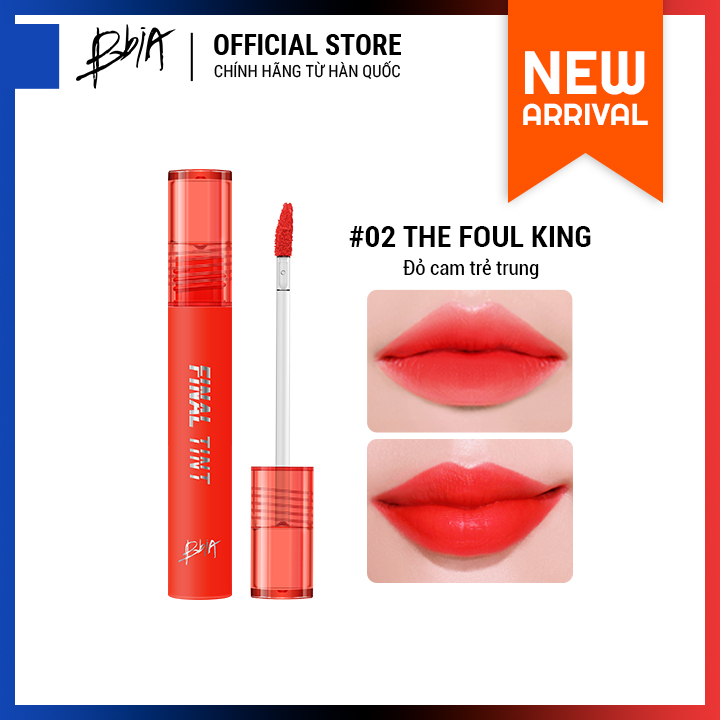 BbiA
OFFICIAL STORE
CHÍNH HÃNG TỪ HÀN QUỐC
NEW
ARRIVAL
#02 THE FOUL KING
Đỏ cam trẻ trung
FINAL TINT
BbiA